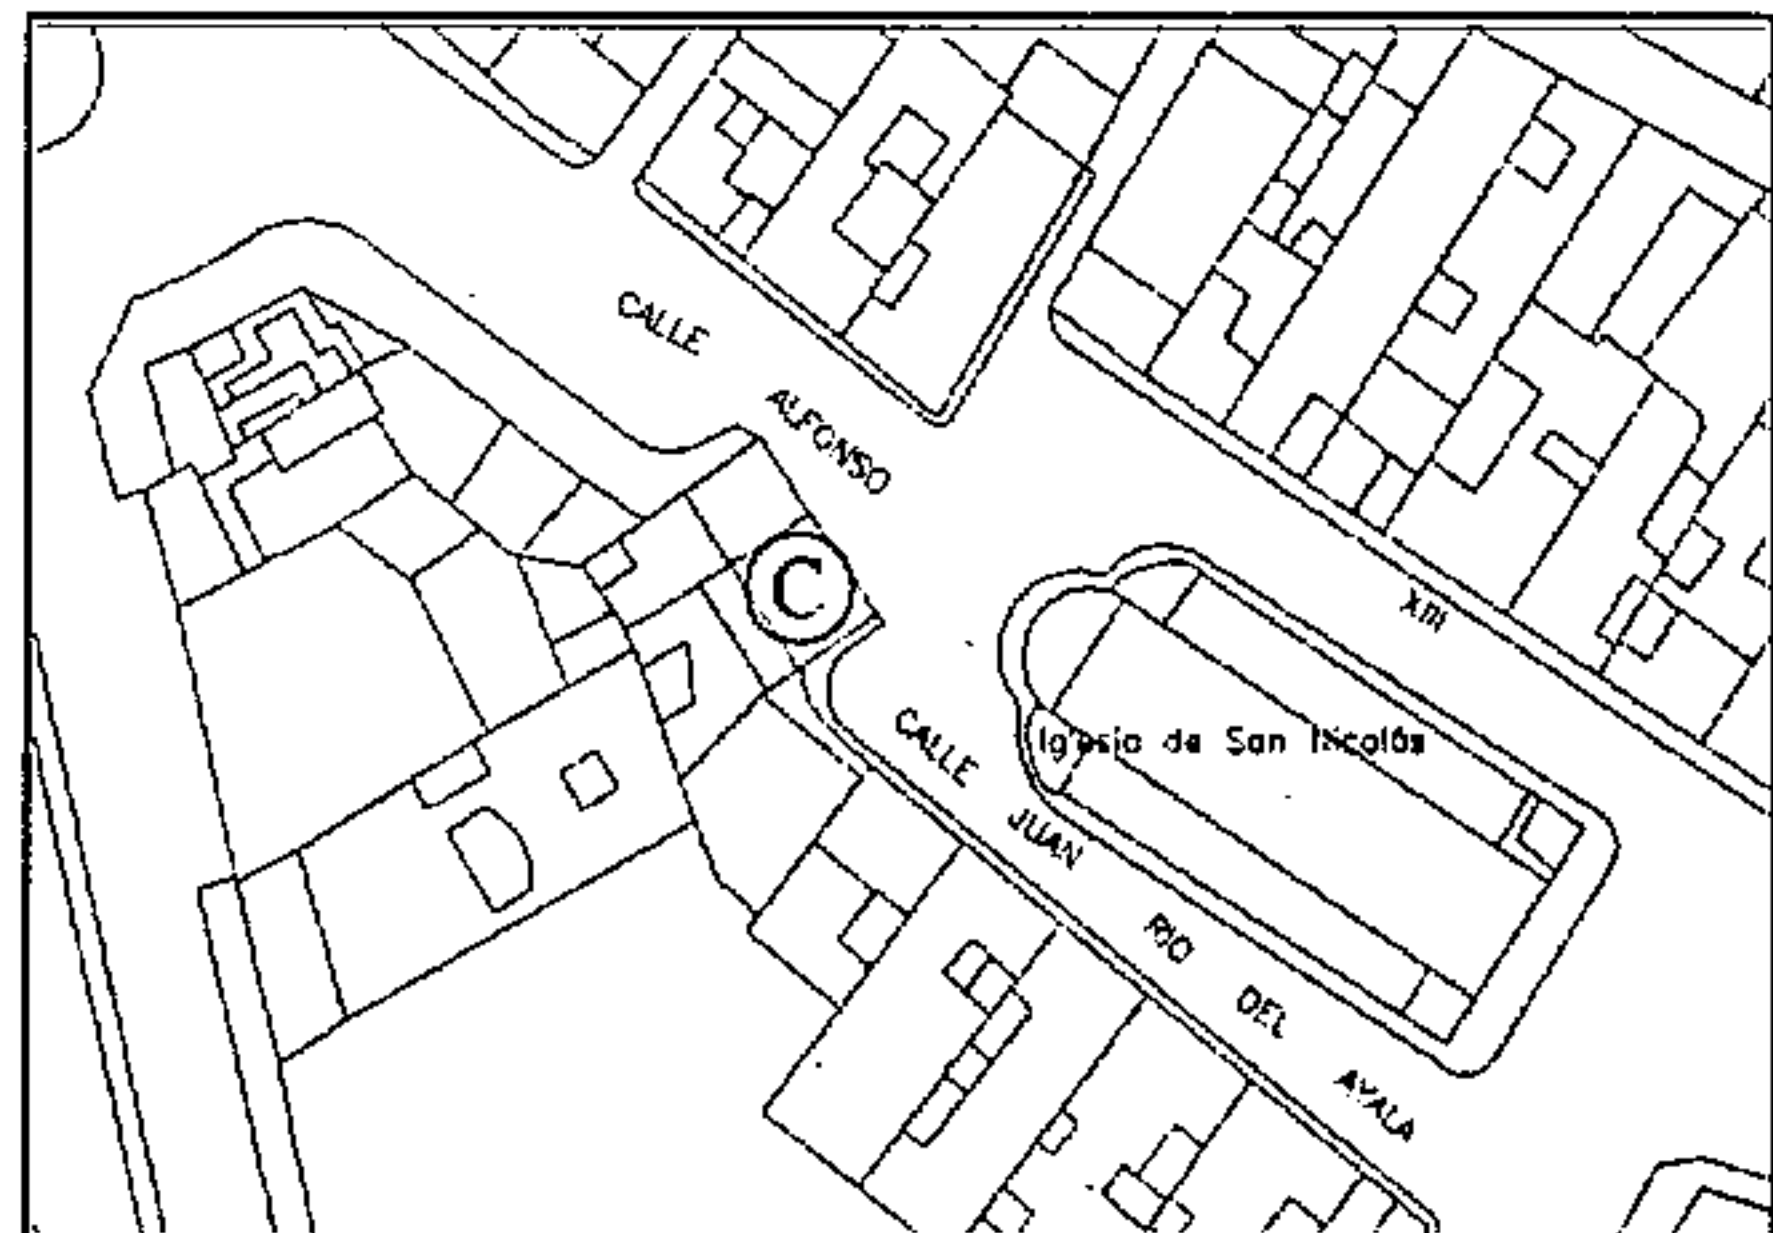 CALLE
ALFONSO
XIII
C
Iglesia de San Nicolás
CALLE
JUAN
RIO
DEL
AYALA